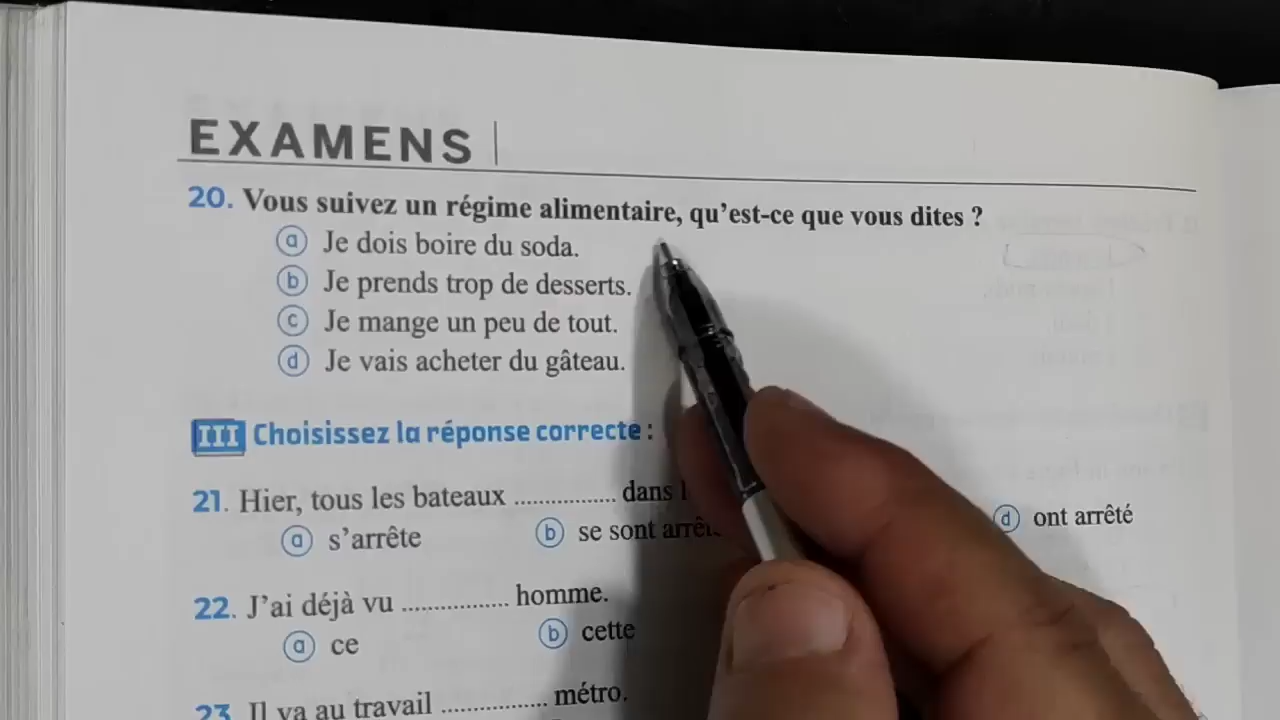 EXAMENS
20. Vous suivez un régime alimentaire, qu'est-ce que vous dites ?
a Je dois boire du soda.
b Je prends trop de desserts.
c Je mange un peu de tout.
d Je vais acheter du gâteau.
III Choisissez la réponse correcte :
21. Hier, tous les bateaux ................ dans
a s'arrête b se sont d ont arrêté
22. J'ai déjà vu ................. homme.
a ce b cette
23. Il va au travail ................. métro.